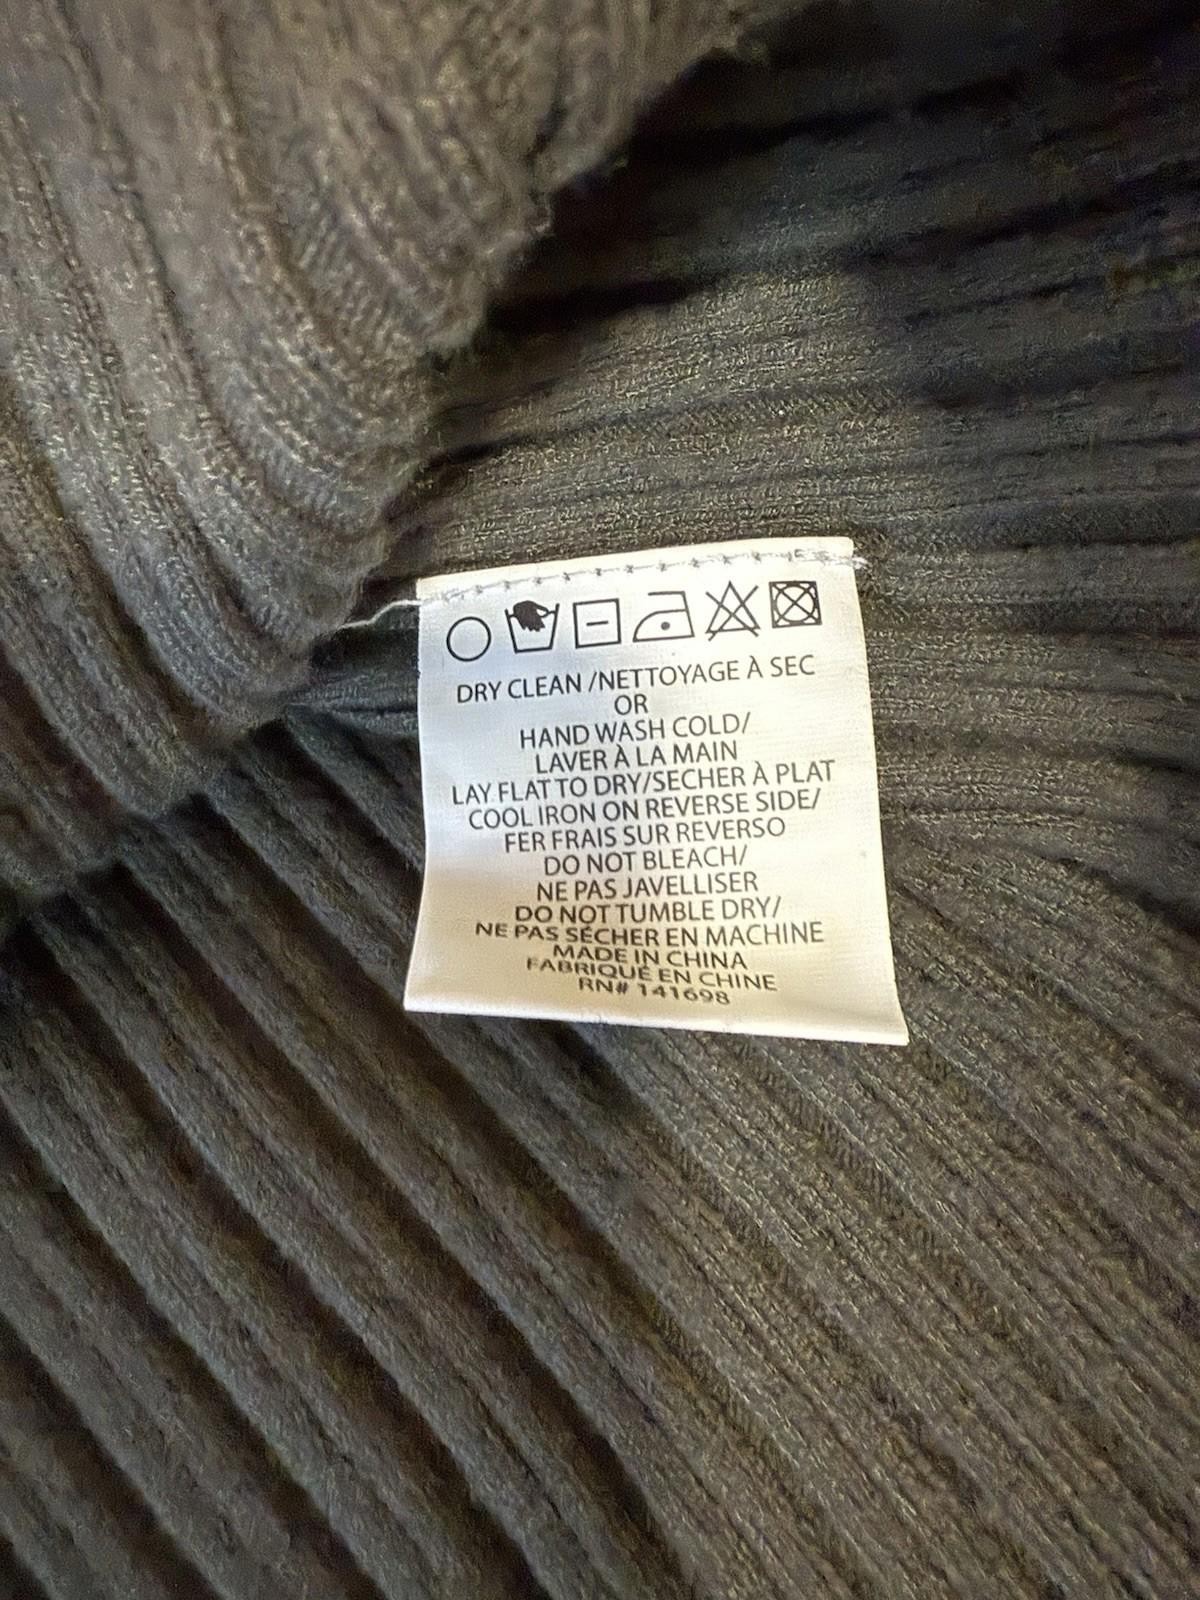 DRY CLEAN /NETTOYAGE À SEC
OR
HAND WASH COLD/
LAVER À LA MAIN
LAY FLAT TO DRY/SECHER À PLAT
COOL IRON ON REVERSE SIDE/
FER FRAIS SUR REVERSO
DO NOT BLEACH/
NE PAS JAVELLISER
DO NOT TUMBLE DRY/
NE PAS SÉCHER EN MACHINE
MADE IN CHINA
FABRIQUÉ EN CHINE
RN# 141698